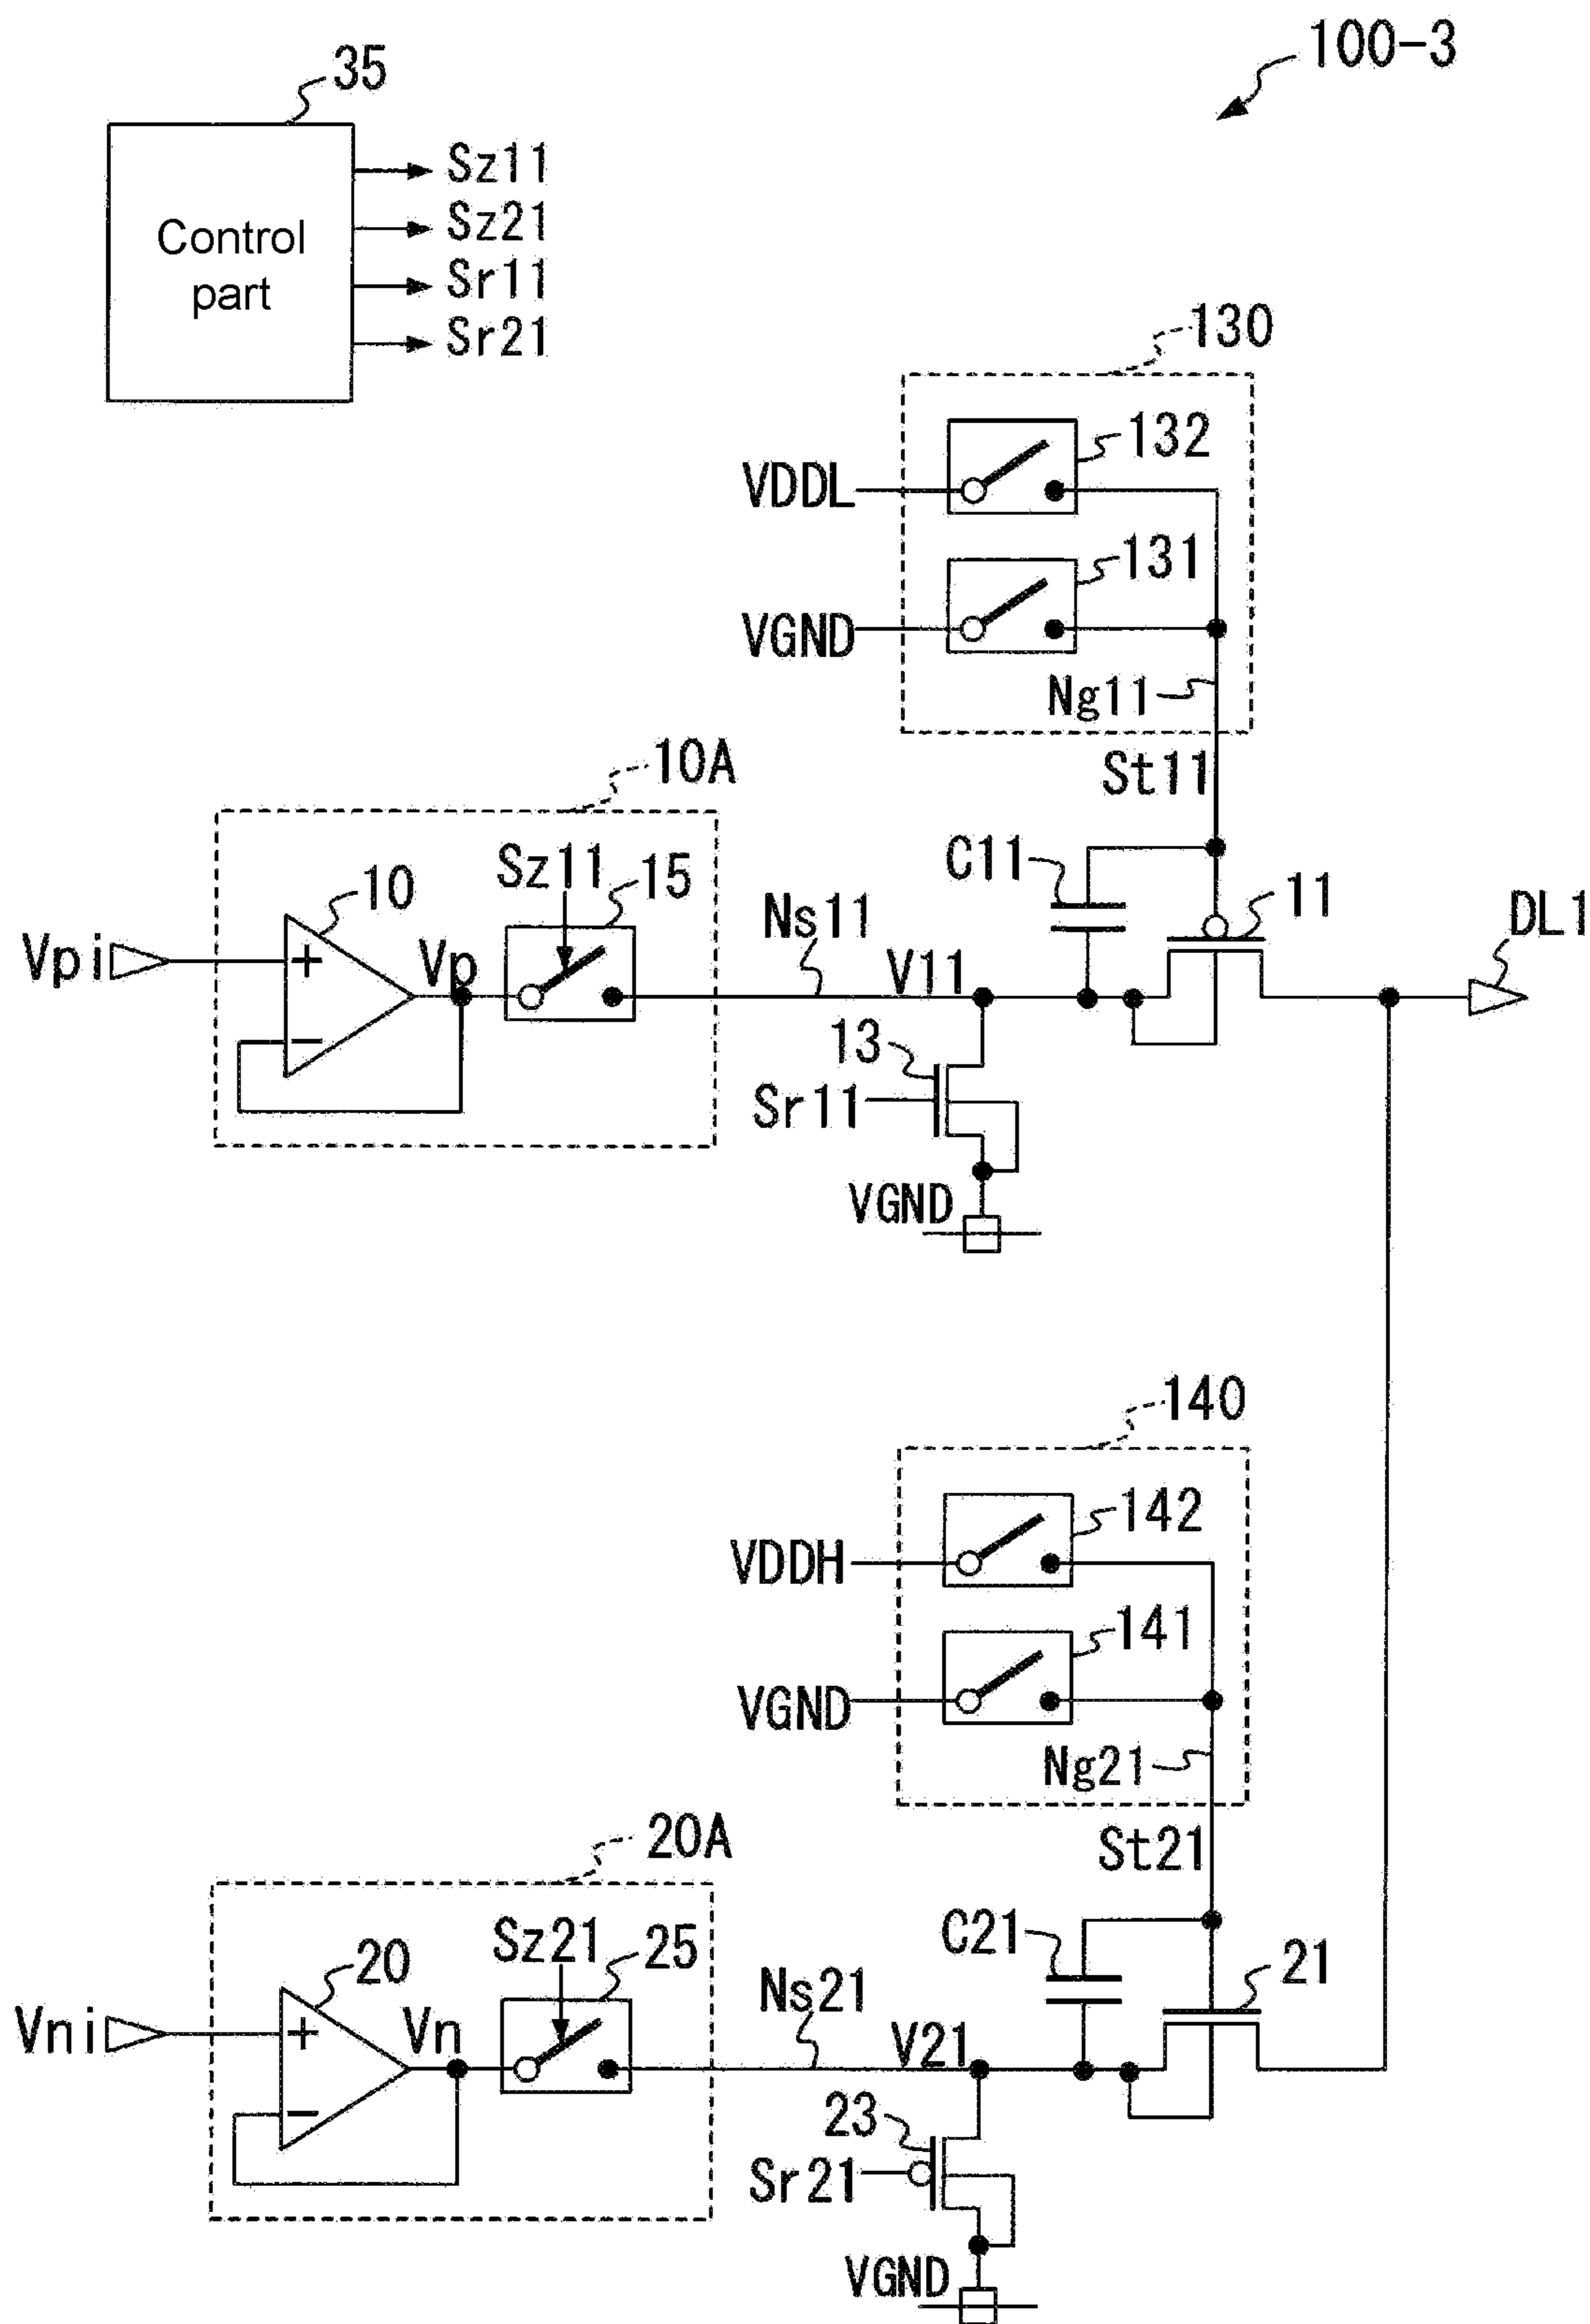 100-3
35
Control
part
Sz11
Sz21
Sr11
Sr21
130
132
VDDL
131
VGND
Ng11
St11
10A
10
Sz11
15
Vpi
+
−
Vp
Ns11
V11
C11
11
DL1
13
Sr11
VGND
140
142
VDDH
141
VGND
Ng21
St21
20A
20
Sz21
25
Vni
+
−
Vn
Ns21
V21
C21
21
23
Sr21
VGND